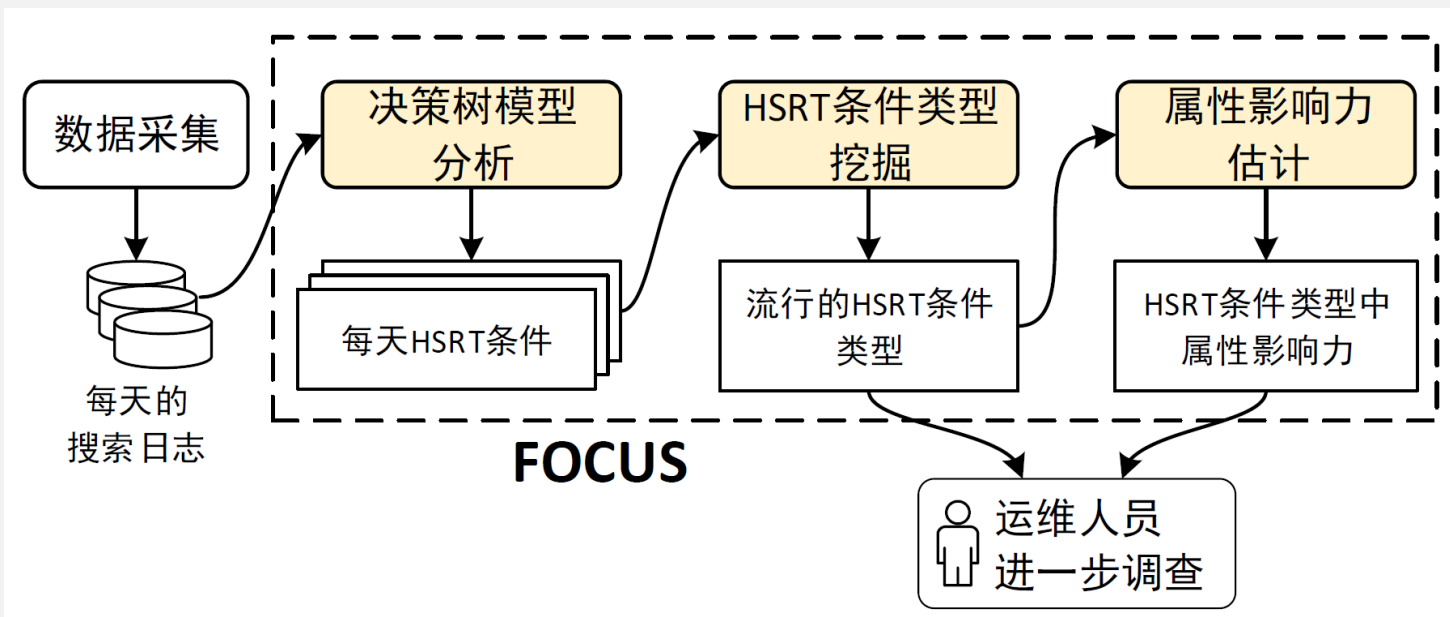 数据采集
决策树模型
分析
HSRT条件类型
挖掘
属性影响力
估计
每天HSRT条件
流行的HSRT条件
类型
HSRT条件类型中
属性影响力
每天的
搜索日志
FOCUS
运维人员
进一步调查